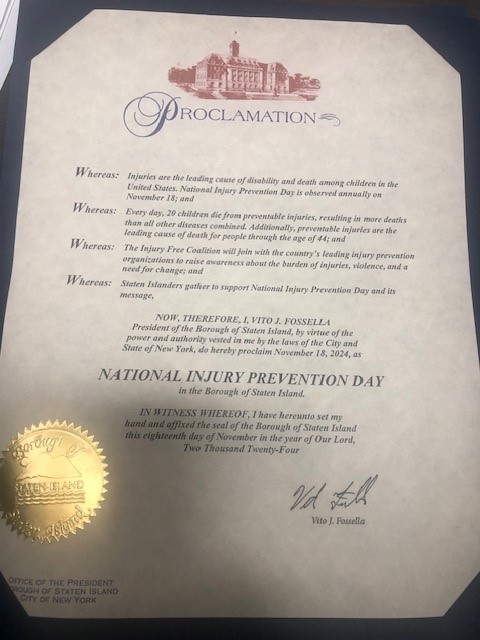 PROCLAMATION
Whereas: Injuries are the leading cause of disability and death among children in the
United States. National Injury Prevention Day is observed annually on
November 18; and
Whereas: Every day, 20 children die from preventable injuries, resulting in more deaths
than all other diseases combined. Additionally, preventable injuries are the
leading cause of death for people through the age of 44; and
Whereas: The Injury Free Coalition will join with the country's leading injury prevention
organizations to raise awareness about the burden of injuries, violence, and a
need for change; and
Whereas: Staten Islanders gather to support National Injury Prevention Day and its
message,
NOW, THEREFORE, I, VITO J. FOSSELLA
President of the Borough of Staten Island, by virtue of the
power and authority vested in me by the laws of the City and
State of New York, do hereby proclaim November 18, 2024, as
NATIONAL INJURY PREVENTION DAY
in the Borough of Staten Island.
IN WITNESS WHEREOF, I have hereunto set my
hand and affixed the seal of the Borough of Staten Island
this eighteenth day of November in the year of Our Lord,
Two Thousand Twenty-Four
Vito J. Fossella
Borough of
STATEN ISLAND
Staten Island
OFFICE OF THE PRESIDENT
BOROUGH OF STATEN ISLAND
CITY OF NEW YORK